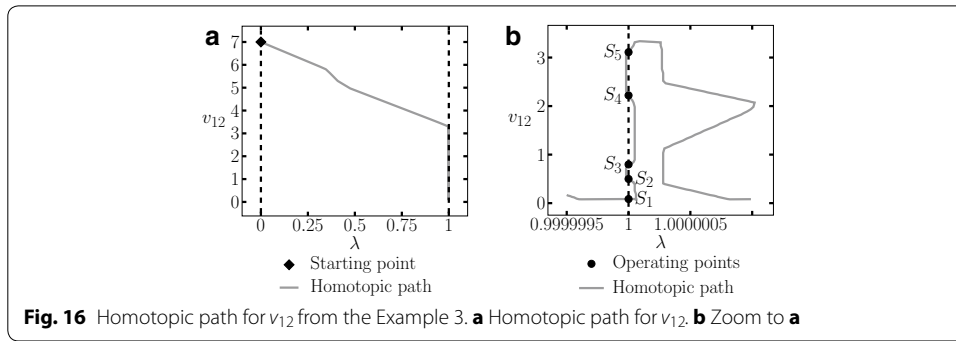 a
7
6
5
4
3
2
1
0
v12
0 0.25 0.5 0.75 1
λ
◆ Starting point
— Homotopic path
b
3
2
1
0
v12
S5
S4
S3
S2
S1
0.9999995 1 1.0000005
λ
● Operating points
— Homotopic path
Fig. 16 Homotopic path for v12 from the Example 3. a Homotopic path for v12. b Zoom to a